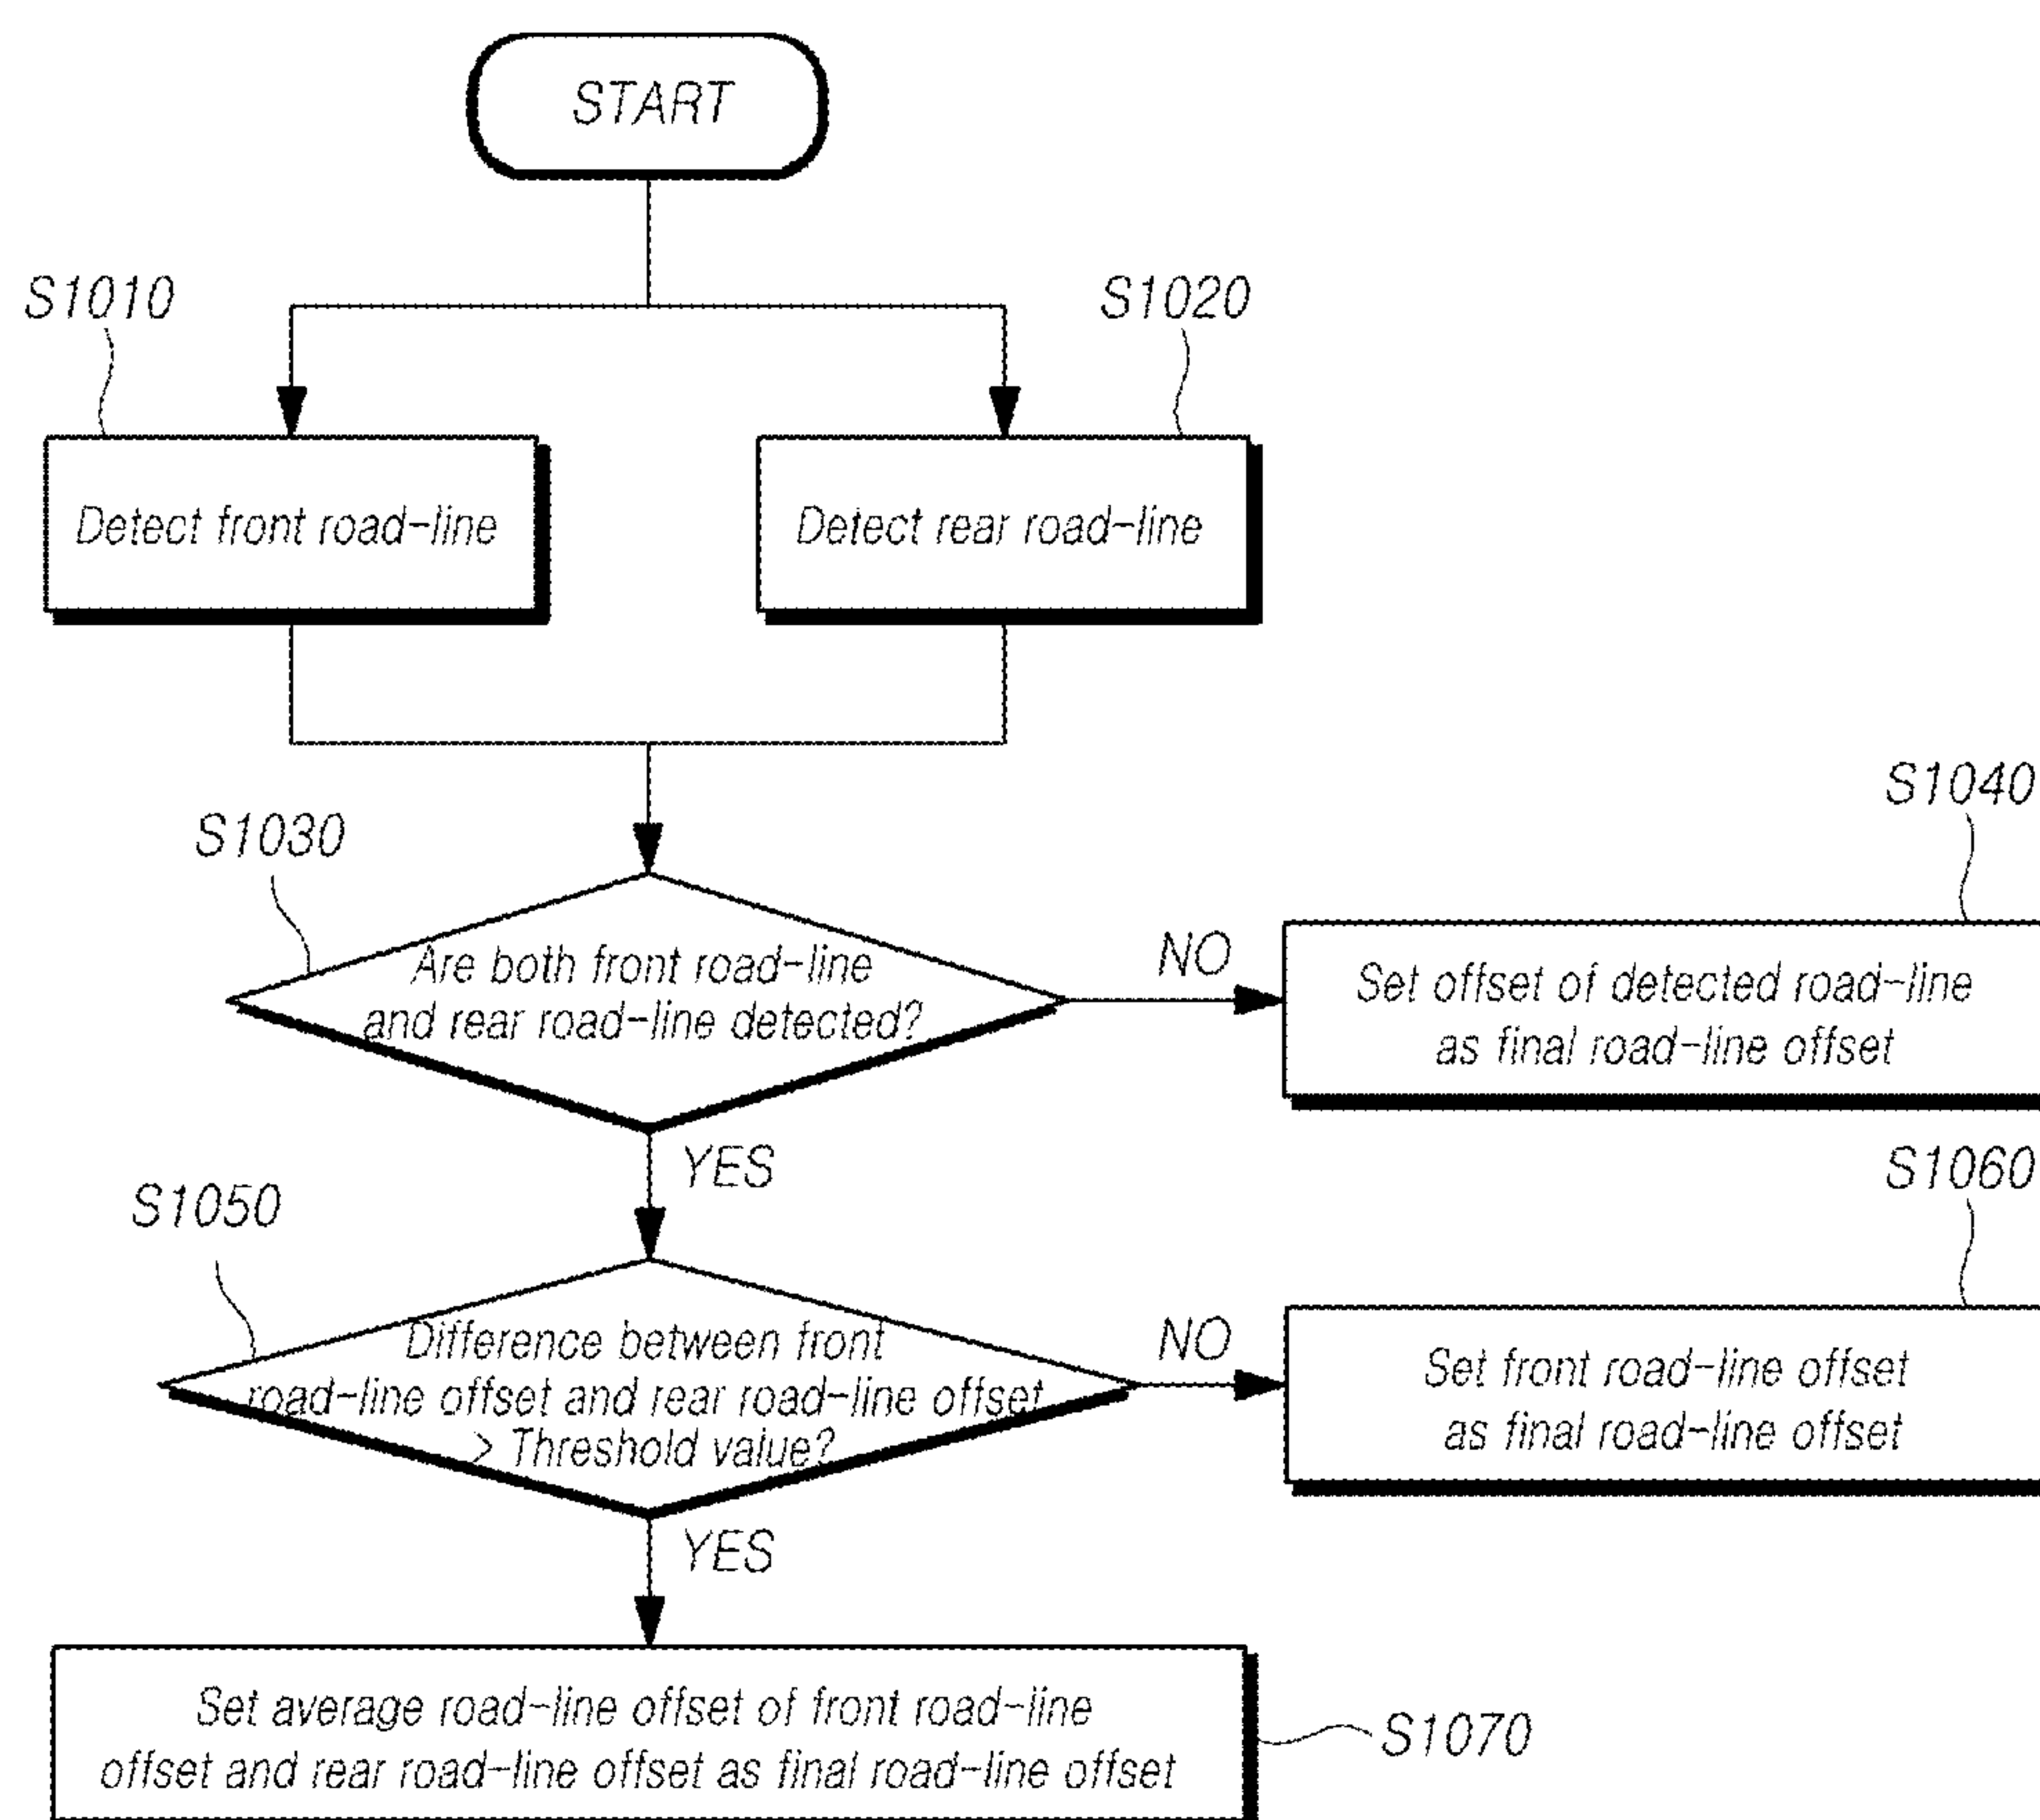 START
S1010
S1020
Detect front road-line
Detect rear road-line
S1030
S1040
Are both front road-line
and rear road-line detected?
NO
Set offset of detected road-line
as final road-line offset
YES
S1050
S1060
Difference between front
road-line offset and rear road-line offset
> Threshold value?
NO
Set front road-line offset
as final road-line offset
YES
Set average road-line offset of front road-line
offset and rear road-line offset as final road-line offset
S1070